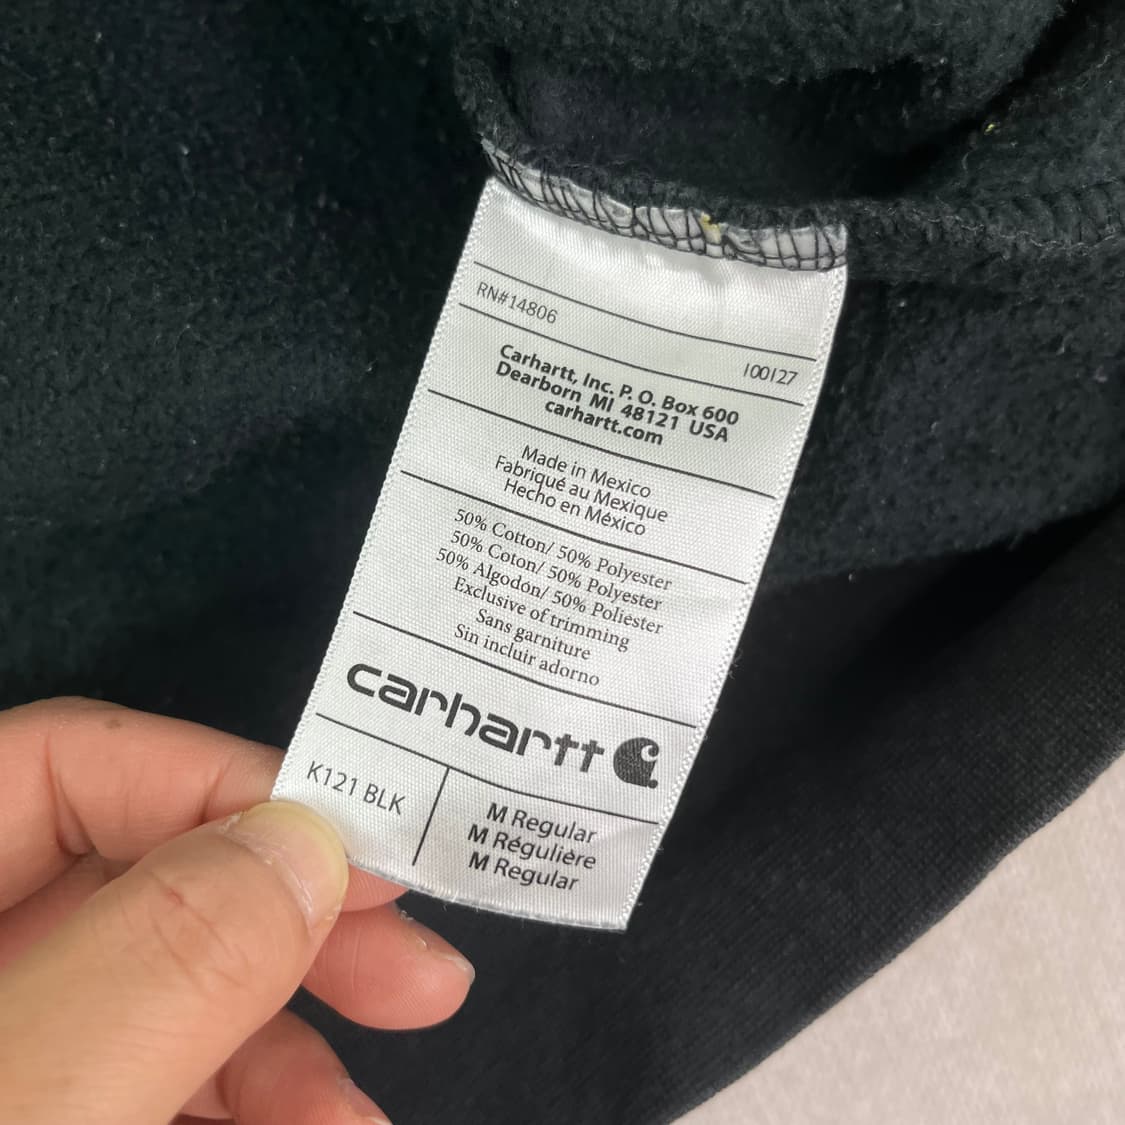 RN#14806
100127
Carhartt, Inc. P. O. Box 600
Dearborn MI 48121 USA
carhartt.com
Made in Mexico
Fabriqué au Mexique
Hecho en México
50% Cotton/ 50% Polyester
50% Coton/ 50% Polyester
50% Algodón/ 50% Poliester
Exclusive of trimming
Sans garniture
Sin incluir adorno
carhartt
K121 BLK
M Regular
M Régulière
M Regular